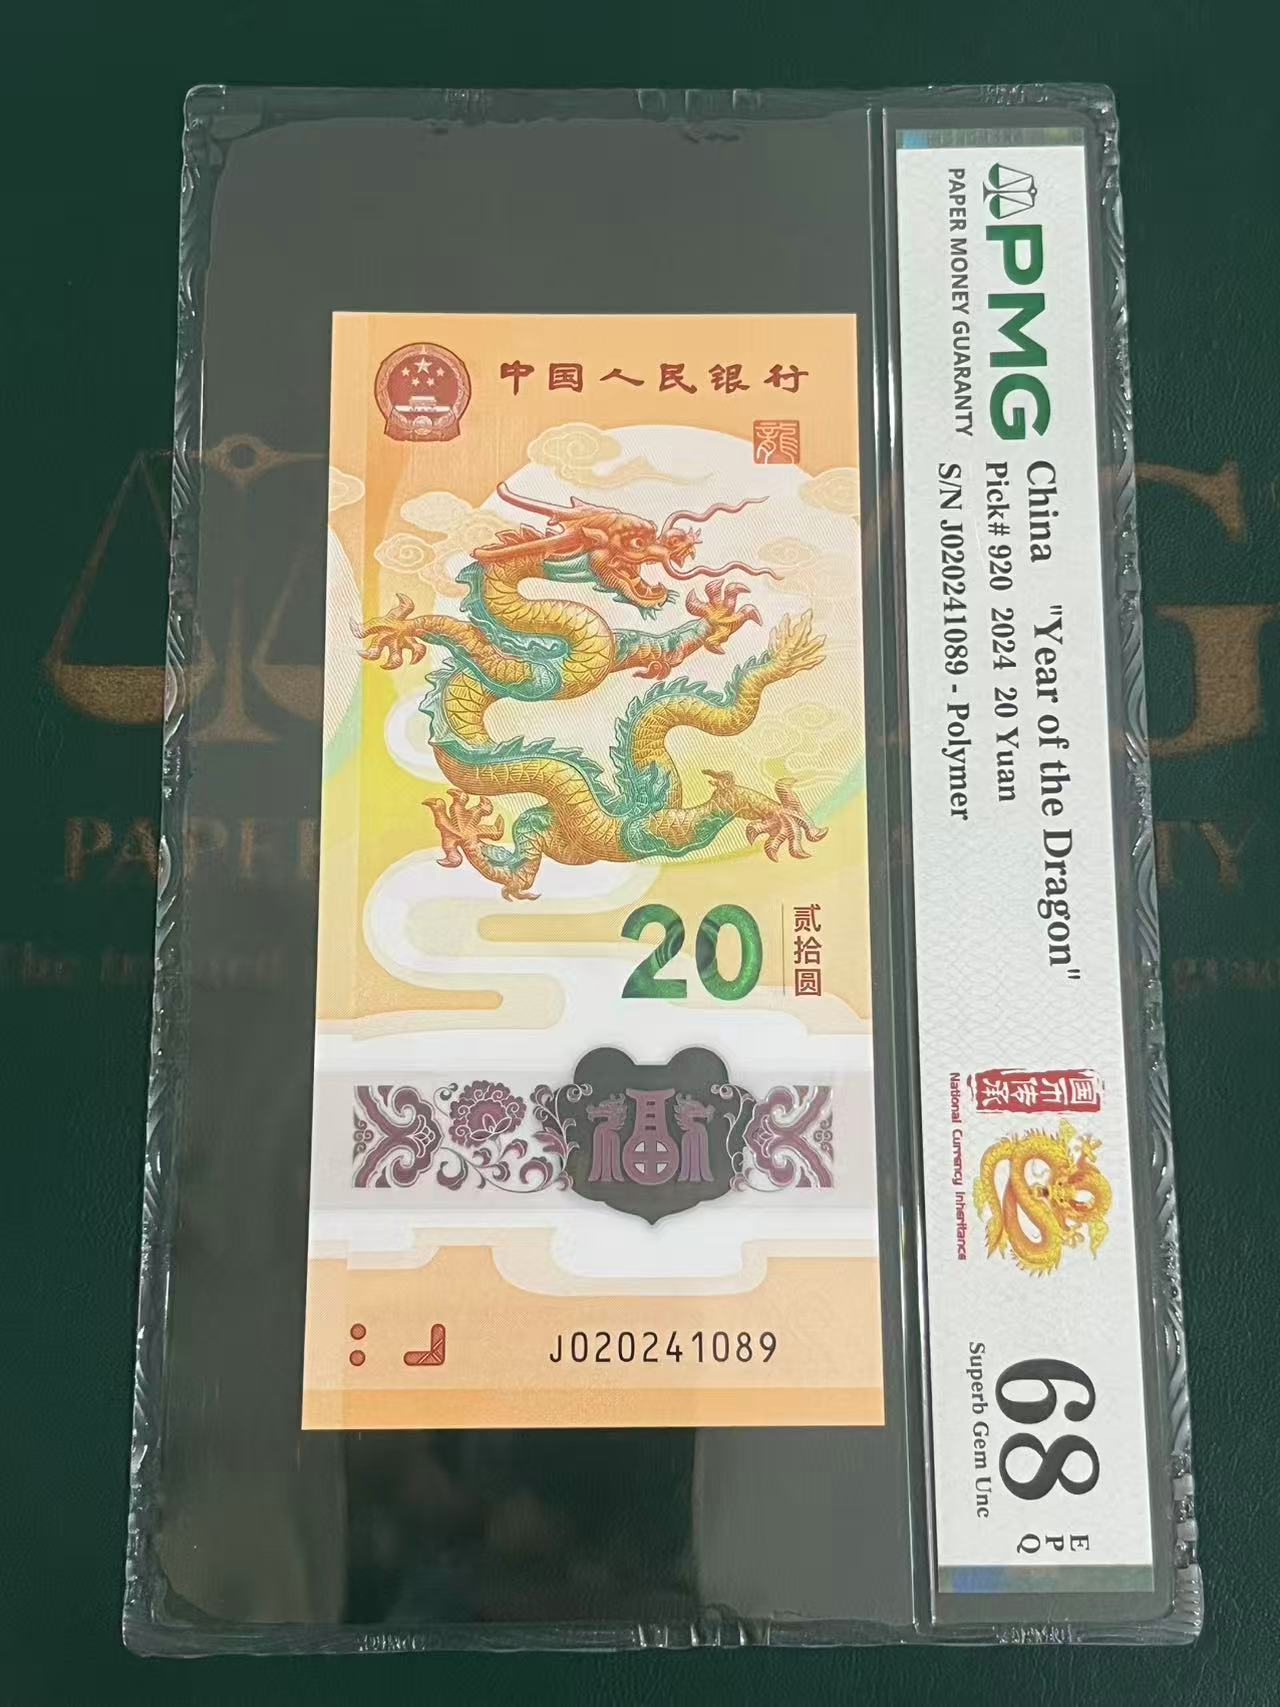 中国人民银行
龍
20
贰拾圆
福
J020241089
PMG
PAPER MONEY GUARANTY
China "Year of the Dragon"
Pick# 920 2024 20 Yuan
S/N J020241089 - Polymer
国币传承
National Currency Inheritance
68
EPQ
Superb Gem Unc